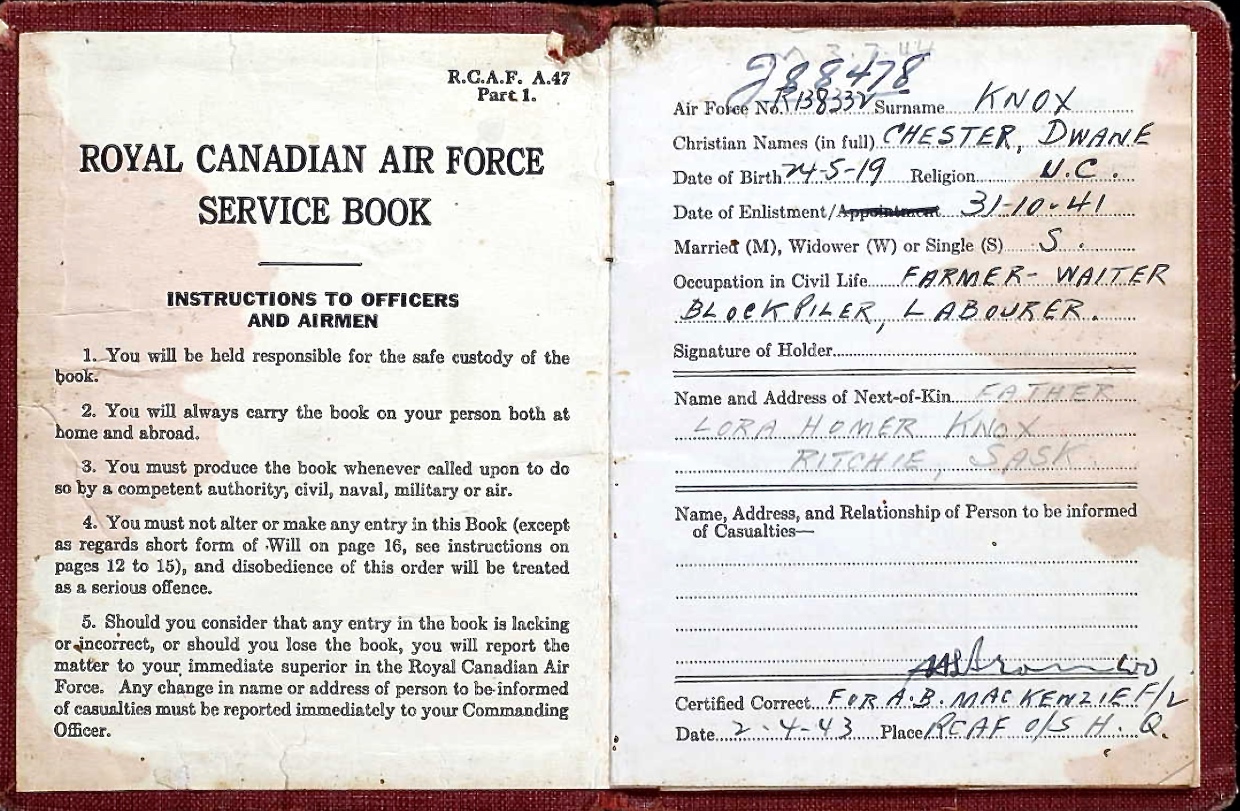 R.C.A.F. A.47
Part 1.
ROYAL CANADIAN AIR FORCE
SERVICE BOOK
INSTRUCTIONS TO OFFICERS
AND AIRMEN
1. You will be held responsible for the safe custody of the
book.
2. You will always carry the book on your person both at
home and abroad.
3. You must produce the book whenever called upon to do
so by a competent authority, civil, naval, military or air.
4. You must not alter or make any entry in this Book (except
as regards short form of Will on page 16, see instructions on
pages 12 to 15), and disobedience of this order will be treated
as a serious offence.
5. Should you consider that any entry in the book is lacking
or incorrect, or should you lose the book, you will report the
matter to your immediate superior in the Royal Canadian Air
Force. Any change in name or address of person to be informed
of casualties must be reported immediately to your Commanding
Officer.
3.7.44
J88478
Air Force No. R138332 Surname KNOX
Christian Names (in full) CHESTER, DWANE
Date of Birth 24-5-19 Religion U.C.
Date of Enlistment/Appointment 31-10-41
Married (M), Widower (W) or Single (S) S.
Occupation in Civil Life FARMER-WAITER
BLOCKPILER, LABOURER.
Signature of Holder
Name and Address of Next-of-Kin FATHER
LORA HOMER KNOX
RITCHIE, SASK.
Name, Address, and Relationship of Person to be informed
of Casualties—
Certified Correct FOR A.B. MACKENZIE F/L
Date 2-4-43 Place RCAF O/S H.Q.